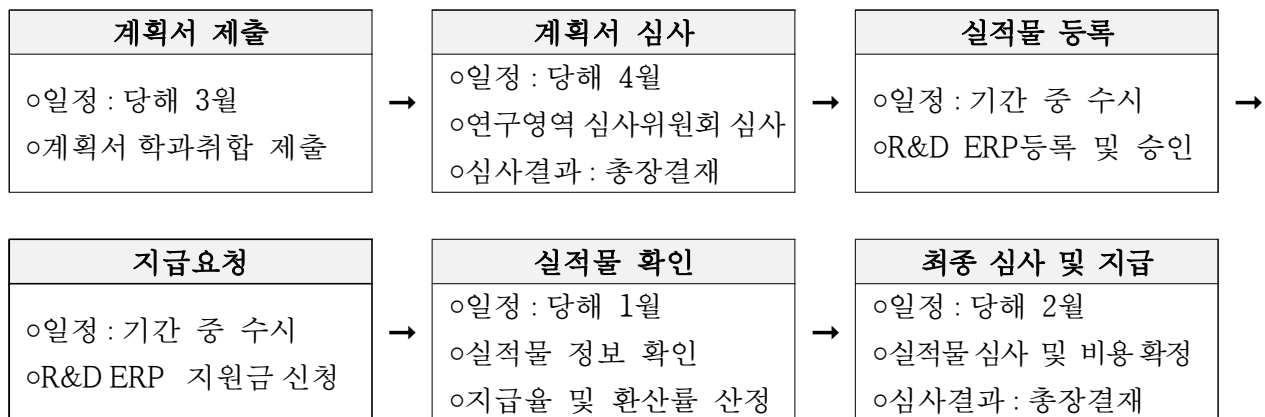 계획서 제출
○일정 : 당해 3월
○계획서 학과취합 제출
➞
계획서 심사
○일정 : 당해 4월
○연구영역 심사위원회 심사
○심사결과 : 총장결재
➞
실적물 등록
○일정 : 기간 중 수시
○R&D ERP등록 및 승인
➞
지급요청
○일정 : 기간 중 수시
○R&D ERP 지원금 신청
➞
실적물 확인
○일정 : 당해 1월
○실적물 정보 확인
○지급율 및 환산률 산정
➞
최종 심사 및 지급
○일정 : 당해 2월
○실적물 심사 및 비용 확정
○심사결과 : 총장결재